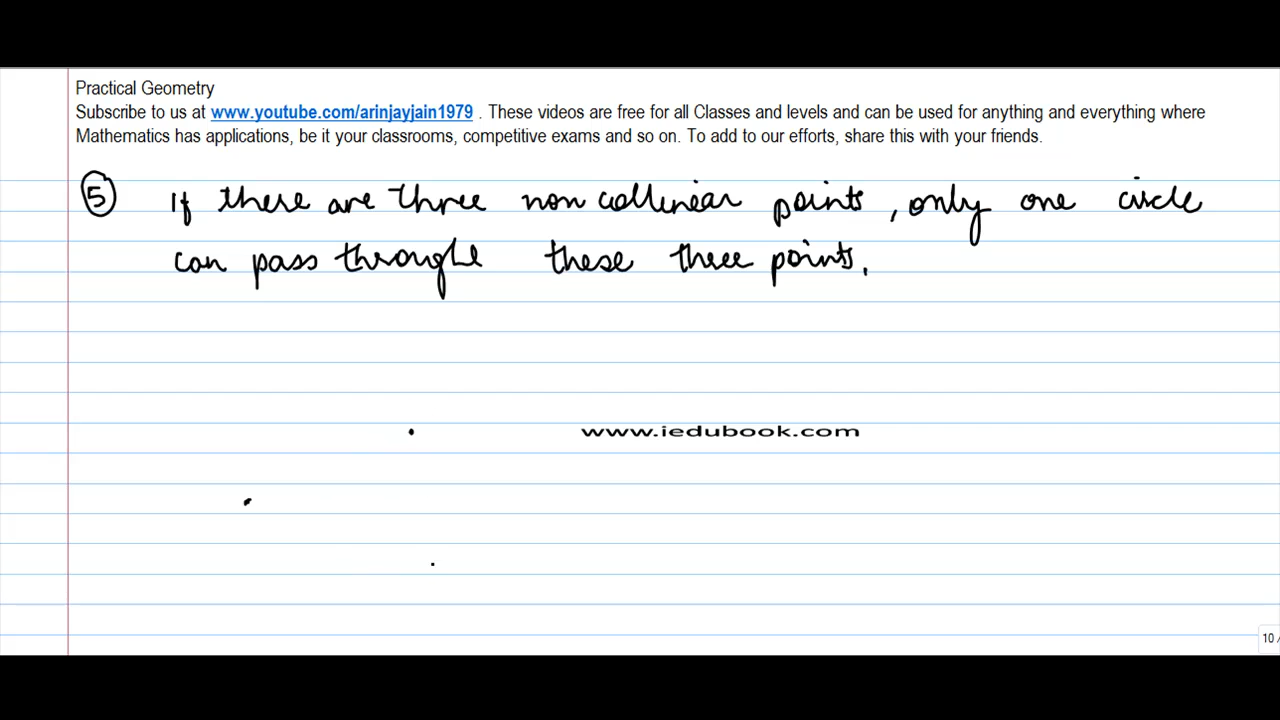 Practical Geometry
Subscribe to us at www.youtube.com/arinjayjain1979 . These videos are free for all Classes and levels and can be used for anything and everything where
Mathematics has applications, be it your classrooms, competitive exams and so on. To add to our efforts, share this with your friends.
5 If there are three non collinear points , only one circle
can pass through these three points.
www.iedubook.com
10 /